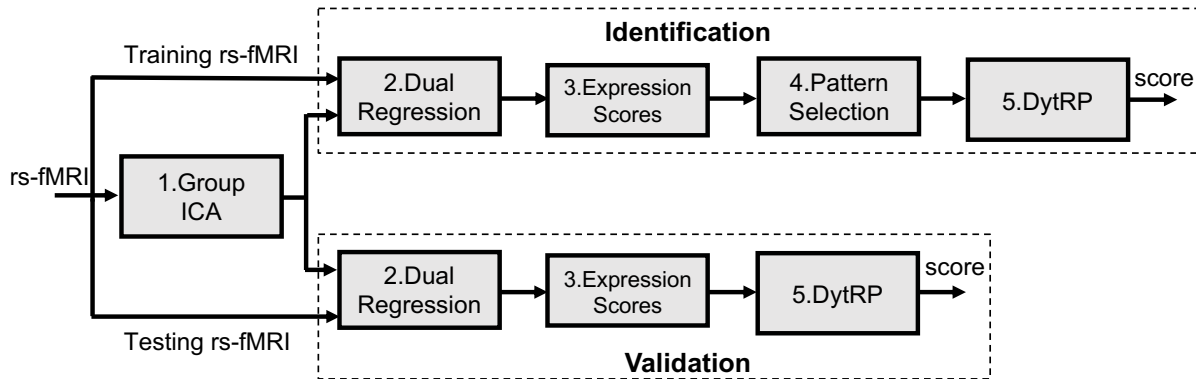 Identification
Training rs-fMRI
2.Dual
Regression
3.Expression
Scores
4.Pattern
Selection
5.DytRP
score
rs-fMRI
1.Group
ICA
2.Dual
Regression
3.Expression
Scores
5.DytRP
score
Testing rs-fMRI
Validation